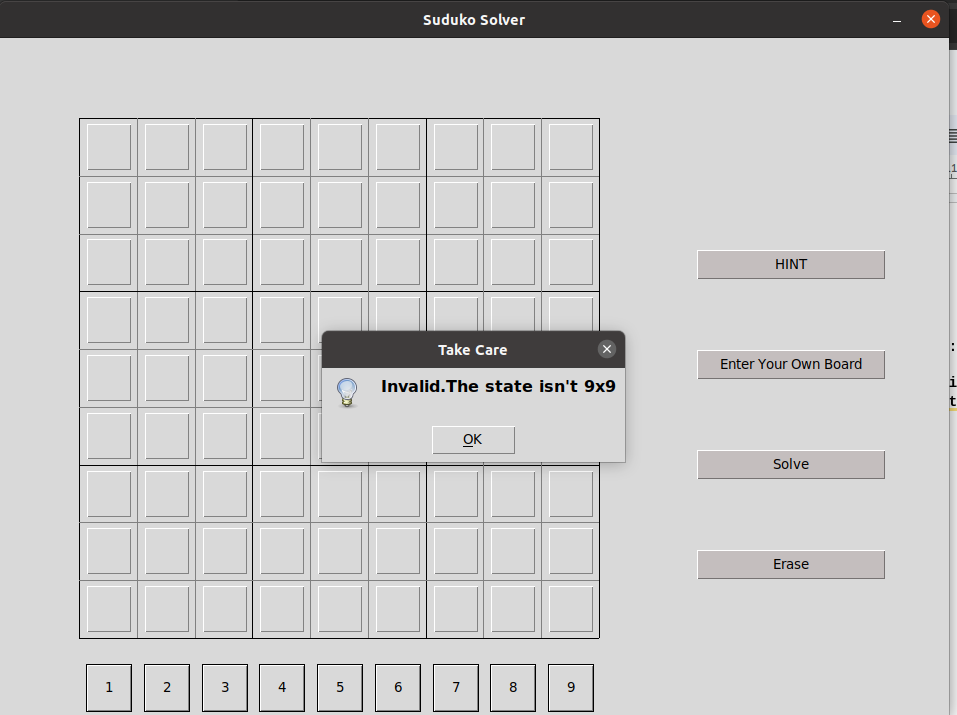 Suduko Solver
HINT
Take Care
Enter Your Own Board
Invalid.The state isn't 9x9
OK
Solve
Erase
1 2 3 4 5 6 7 8 9